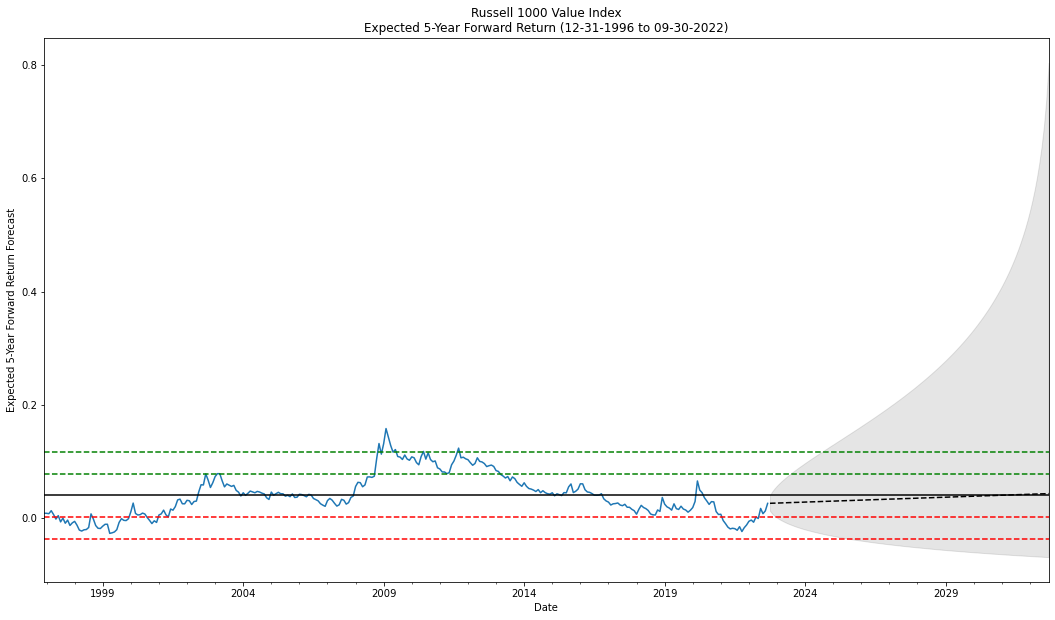 Russell 1000 Value Index
Expected 5-Year Forward Return (12-31-1996 to 09-30-2022)
Expected 5-Year Forward Return Forecast
0.8
0.6
0.4
0.2
0.0
1999 2004 2009 2014 2019 2024 2029
Date